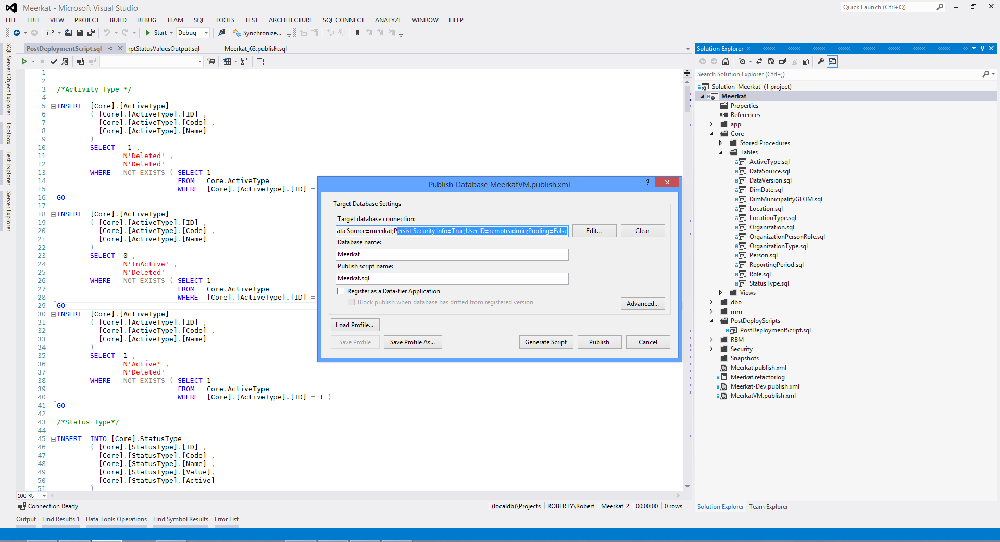 Meerkat - Microsoft Visual Studio
Quick Launch (Ctrl+Q)
FILE EDIT VIEW PROJECT BUILD DEBUG TEAM SQL TOOLS TEST ARCHITECTURE SQL CONNECT ANALYZE WINDOW HELP
Start Debug Synchronize...
SQL Server Object Explorer
Toolbox
Test Explorer
Server Explorer
PostDeploymentScript.sql rptStatusValuesOutput.sql Meerkat_63.publish.sql
1
2
3 /*Activity Type */
4
5 INSERT [Core].[ActiveType]
6 ( [Core].[ActiveType].[ID] ,
7 [Core].[ActiveType].[Code] ,
8 [Core].[ActiveType].[Name]
9 )
10 SELECT -1 ,
11 N'Deleted' ,
12 N'Deleted'
13 WHERE NOT EXISTS ( SELECT 1
14 FROM Core.ActiveType
15 WHERE [Core].[ActiveType].[ID] =
16 GO
17
18 INSERT [Core].[ActiveType]
19 ( [Core].[ActiveType].[ID] ,
20 [Core].[ActiveType].[Code] ,
21 [Core].[ActiveType].[Name]
22 )
23 SELECT 0 ,
24 N'InActive' ,
25 N'Deleted'
26 WHERE NOT EXISTS ( SELECT 1
27 FROM Core.ActiveType
28 WHERE [Core].[ActiveType].[ID] =
29 GO
30 INSERT [Core].[ActiveType]
31 ( [Core].[ActiveType].[ID] ,
32 [Core].[ActiveType].[Code] ,
33 [Core].[ActiveType].[Name]
34 )
35 SELECT 1 ,
36 N'Active' ,
37 N'Deleted'
38 WHERE NOT EXISTS ( SELECT 1
39 FROM Core.ActiveType
40 WHERE [Core].[ActiveType].[ID] = 1 )
41 GO
42
43 /*Status Type*/
44
45 INSERT INTO [Core].StatusType
46 ( [Core].[StatusType].[ID] ,
47 [Core].[StatusType].[Code] ,
48 [Core].[StatusType].[Name] ,
49 [Core].[StatusType].[Value],
50 [Core].[StatusType].[Active]
51 )
100 %
Connection Ready
(localdb)\Projects ROBERTY\Robert Meerkat_2 00:00:00 0 rows
Output Find Results 1 Data Tools Operations Find Symbol Results Error List
Publish Database MeerkatVM.publish.xml
?
Target Database Settings
Target database connection:
ata Source=meerkat;Persist Security Info=True;User ID=remoteadmin;Pooling=False
Edit... Clear
Database name:
Meerkat
Publish script name:
Meerkat.sql
Register as a Data-tier Application
Block publish when database has drifted from registered version
Advanced...
Load Profile...
Save Profile Save Profile As... Generate Script Publish Cancel
Solution Explorer
Search Solution Explorer (Ctrl+;)
Solution 'Meerkat' (1 project)
Meerkat
Properties
References
app
Core
Stored Procedures
Tables
ActiveType.sql
DataSource.sql
DataVersion.sql
DimDate.sql
DimMunicipalityGEOM.sql
Location.sql
LocationType.sql
Organization.sql
OrganizationPersonRole.sql
OrganizationType.sql
Person.sql
ReportingPeriod.sql
Role.sql
StatusType.sql
Views
dbo
mm
PostDeployScripts
PostDeploymentScript.sql
RBM
Security
Snapshots
Meerkat.publish.xml
Meerkat.refactorlog
Meerkat-Dev.publish.xml
MeerkatVM.publish.xml
Solution Explorer Team Explorer